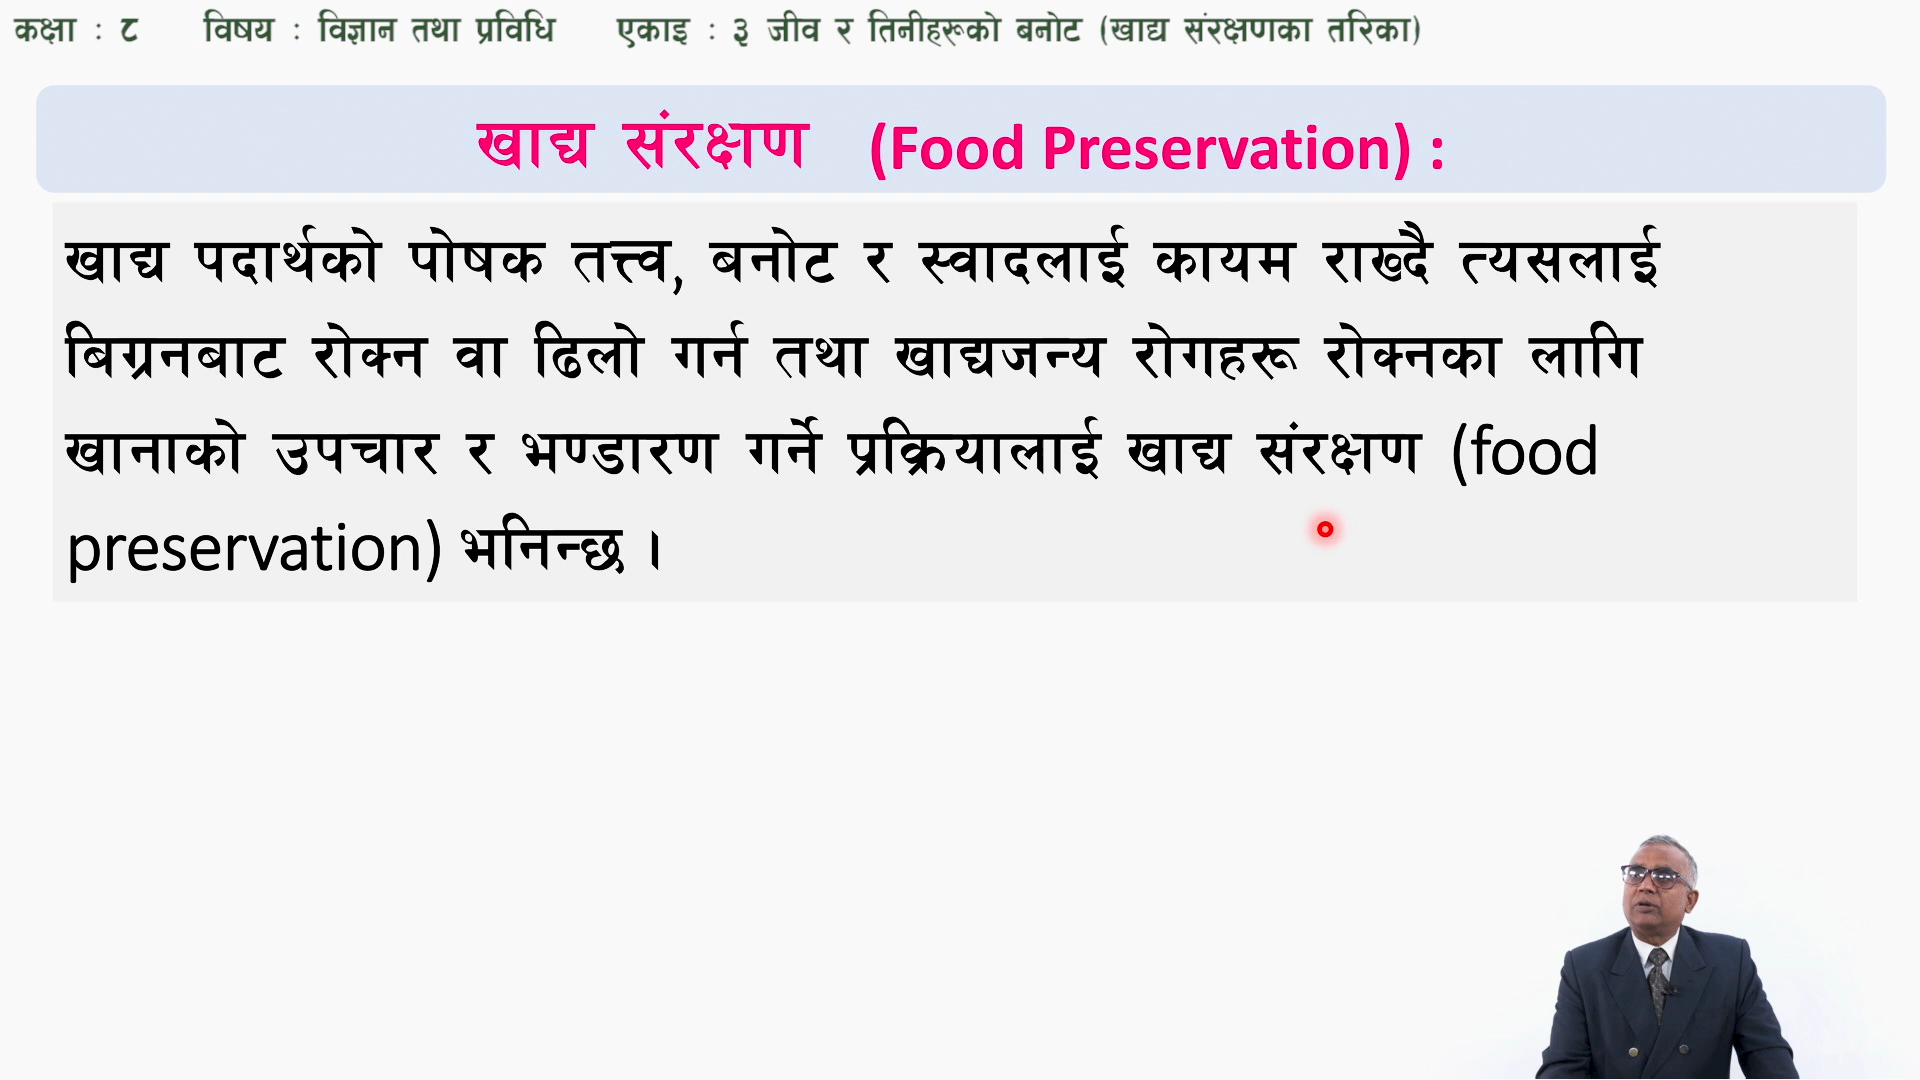 कक्षा : ८ विषय : विज्ञान तथा प्रविधि एकाइ : ३ जीव र तिनीहरूको बनोट (खाद्य संरक्षणका तरिका)
खाद्य संरक्षण (Food Preservation) :
खाद्य पदार्थको पोषक तत्त्व, बनोट र स्वादलाई कायम राख्दै त्यसलाई
बिग्रनबाट रोक्न वा ढिलो गर्न तथा खाद्यजन्य रोगहरू रोक्नका लागि
खानाको उपचार र भण्डारण गर्ने प्रक्रियालाई खाद्य संरक्षण (food
preservation) भनिन्छ ।